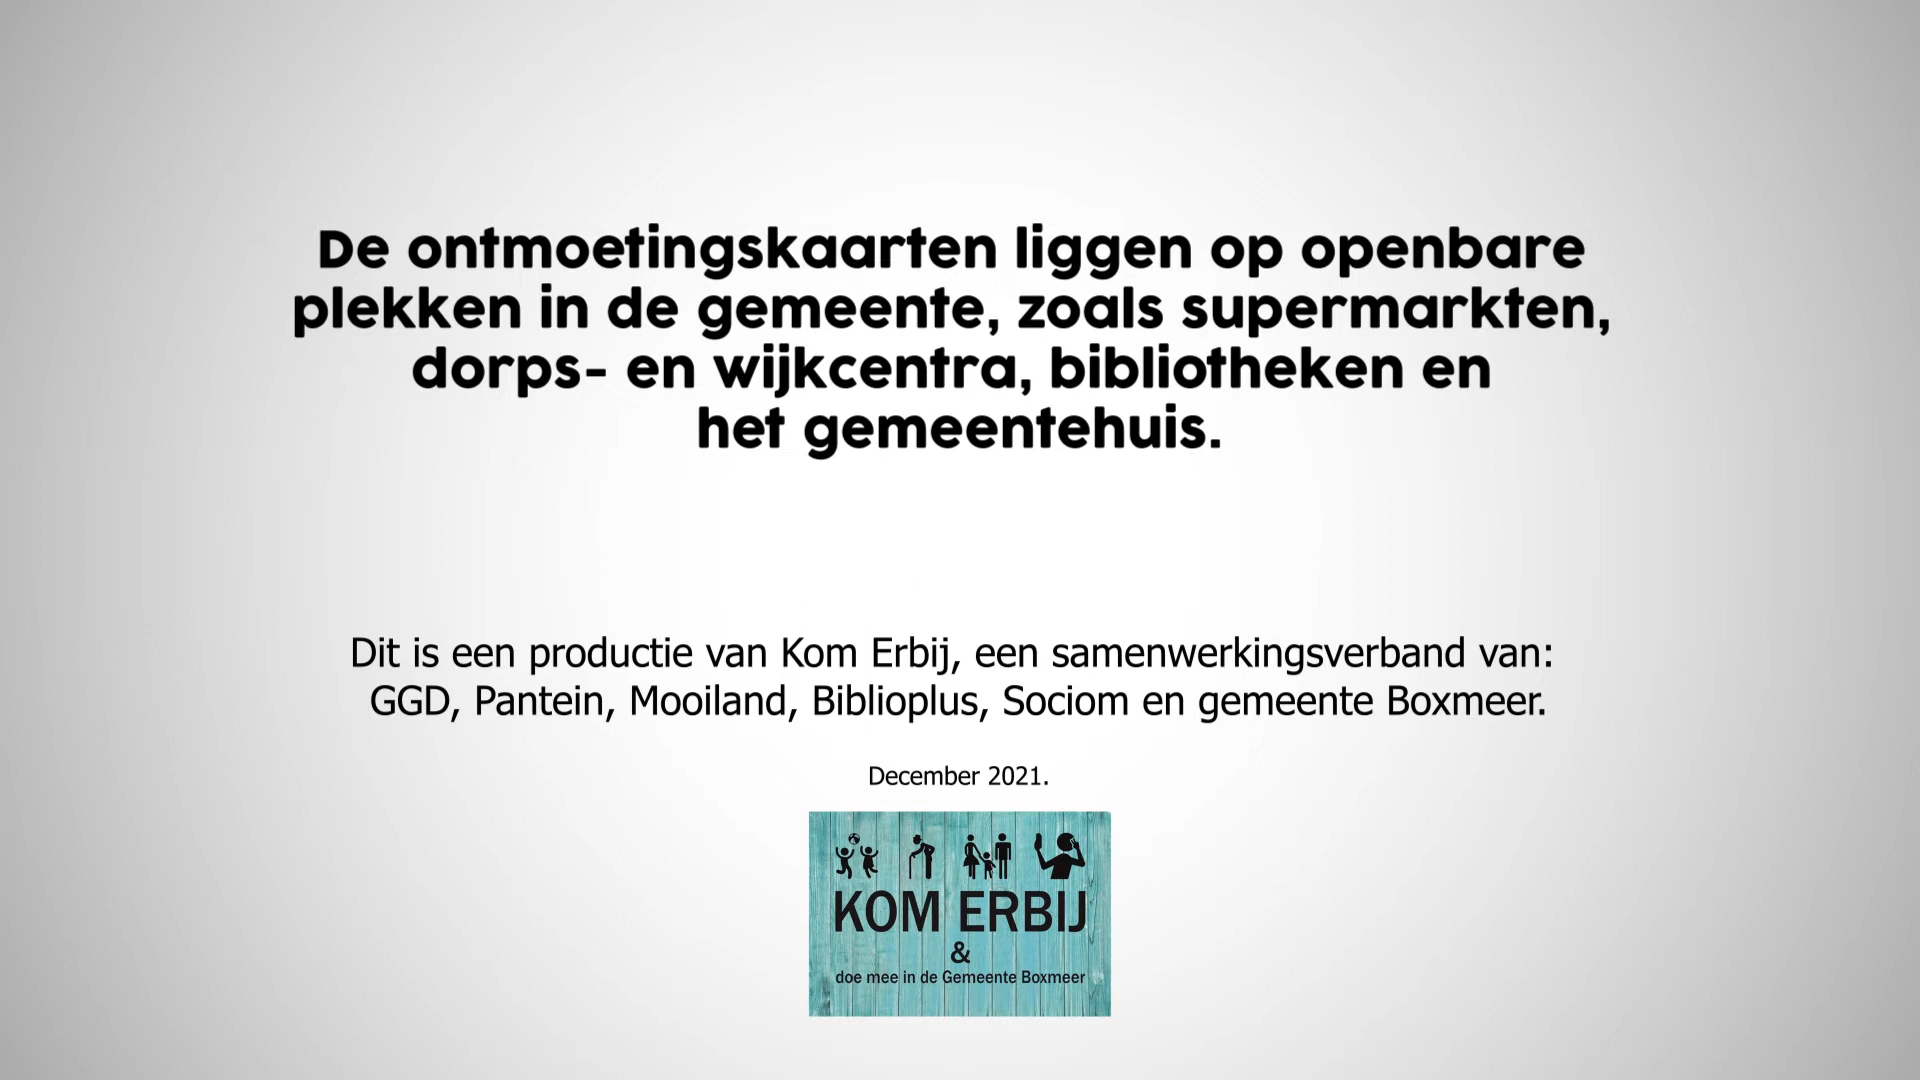 De ontmoetingskaarten liggen op openbare
plekken in de gemeente, zoals supermarkten,
dorps- en wijkcentra, bibliotheken en
het gemeentehuis.
Dit is een productie van Kom Erbij, een samenwerkingsverband van:
GGD, Pantein, Mooiland, Biblioplus, Sociom en gemeente Boxmeer.
December 2021.
KOM ERBIJ
&
doe mee in de Gemeente Boxmeer